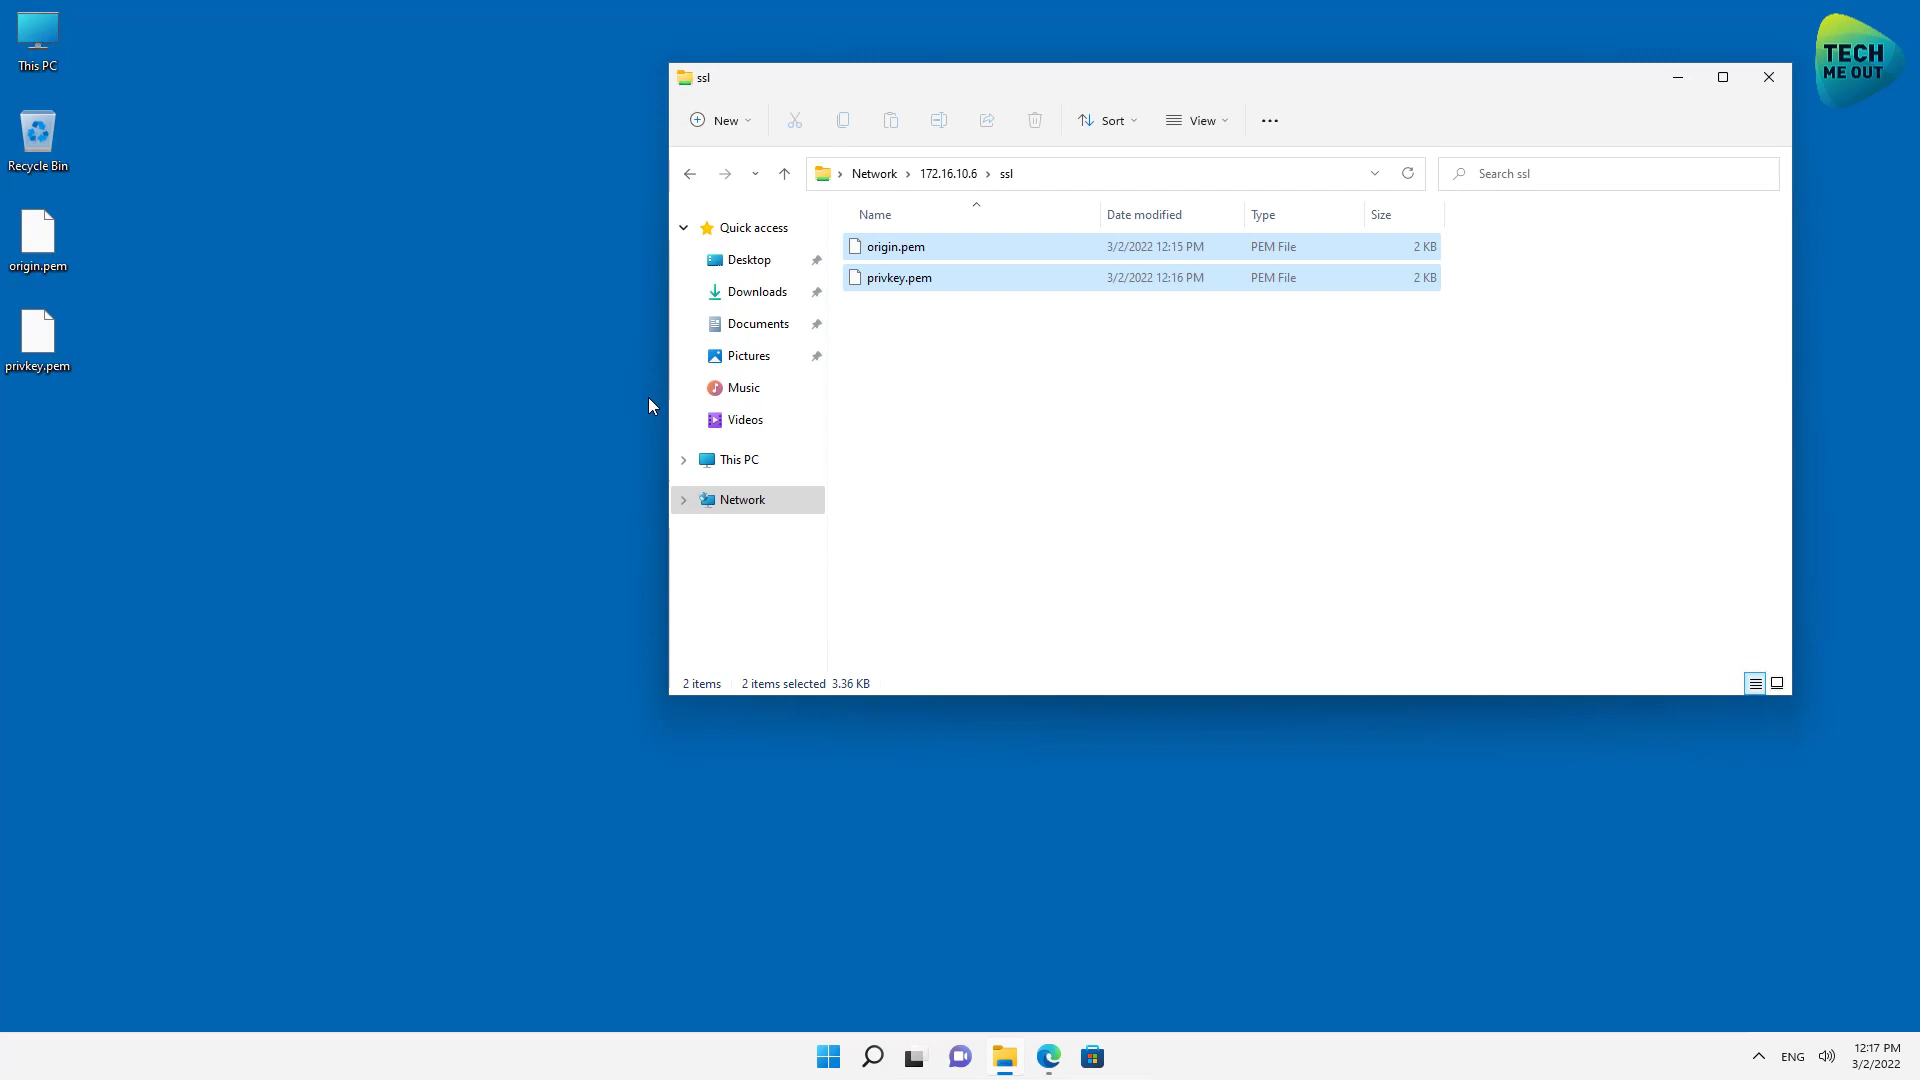 This PC
Recycle Bin
origin.pem
privkey.pem
TECH
ME OUT
ssl
New
Sort
View
Network
172.16.10.6
ssl
Search ssl
Quick access
Desktop
Downloads
Documents
Pictures
Music
Videos
This PC
Network
Name Date modified Type Size
origin.pem 3/2/2022 12:15 PM PEM File 2 KB
privkey.pem 3/2/2022 12:16 PM PEM File 2 KB
2 items 2 items selected 3.36 KB
ENG
12:17 PM
3/2/2022